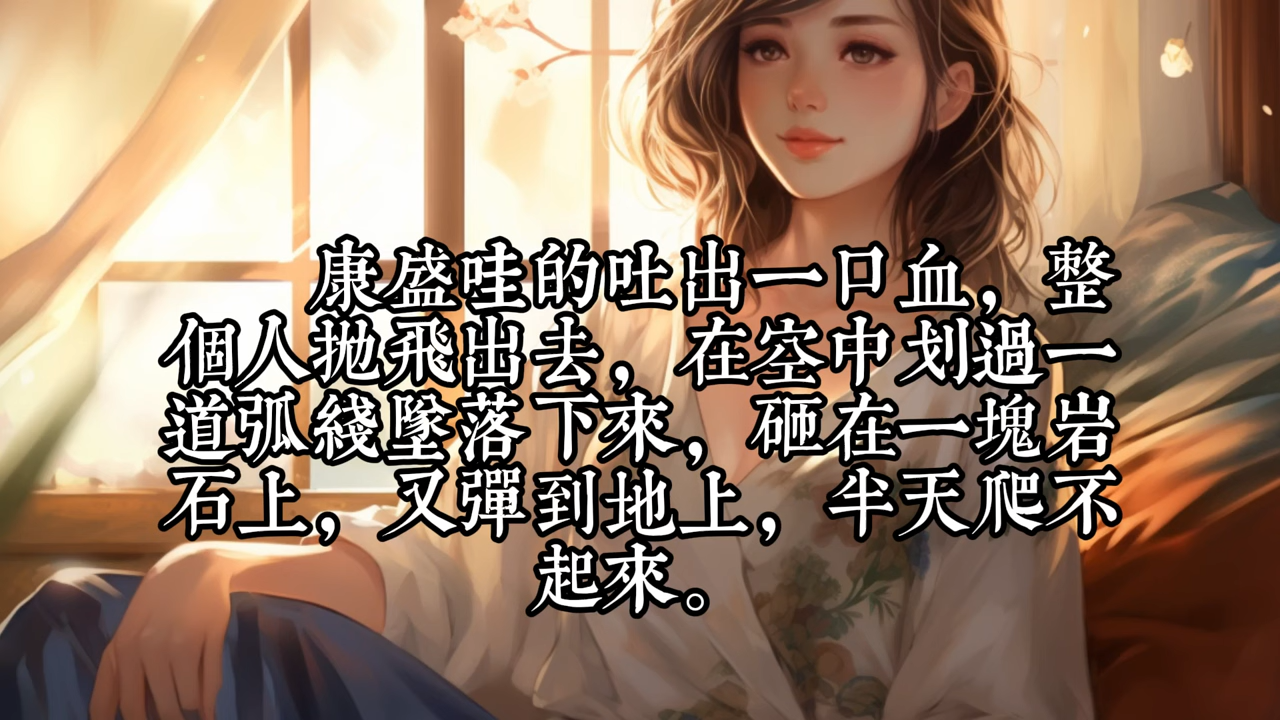 康盛哇的吐出一口血，整
個人拋飛出去，在空中划過一
道弧綫墜落下來，砸在一塊岩
石上，又彈到地上，半天爬不
起來。